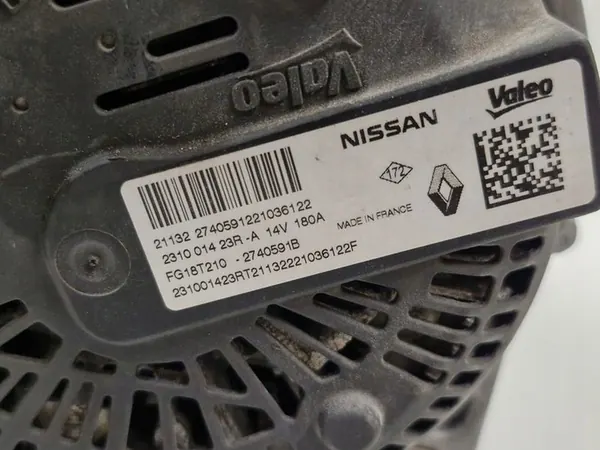 Valeo
NISSAN
Valeo
172
MADE IN FRANCE
21132 2740591221036122
2310 014 23R -A 14V 180A
FG18T210 - 2740591B
231001423RT21132221036122F